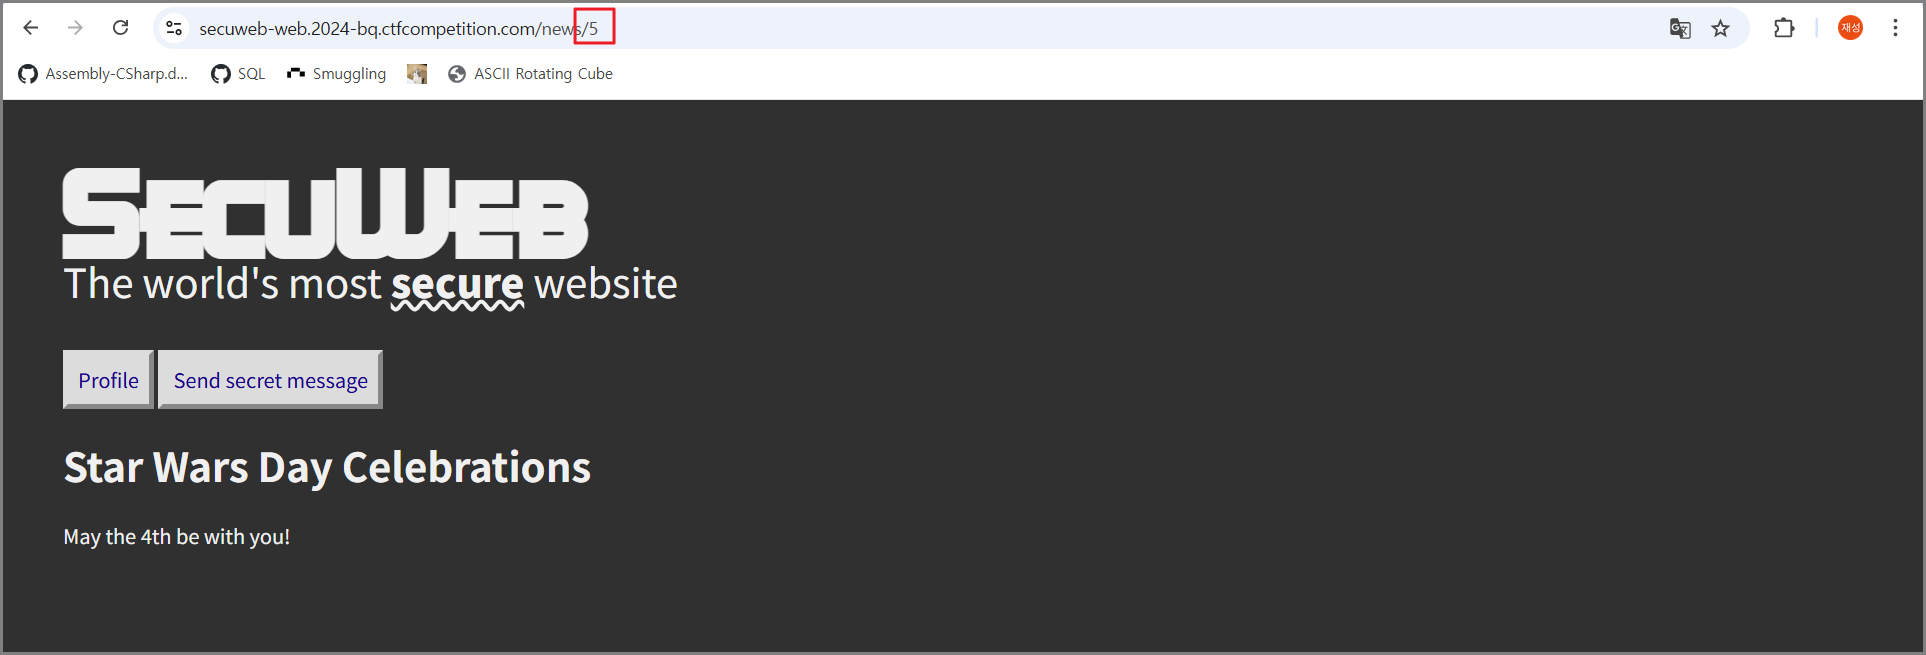 secuweb-web.2024-bq.ctfcompetition.com/news/5
재성
Assembly-CSharp.d... SQL Smuggling ASCII Rotating Cube
SECUWEB
The world's most secure website
Profile Send secret message
Star Wars Day Celebrations
May the 4th be with you!